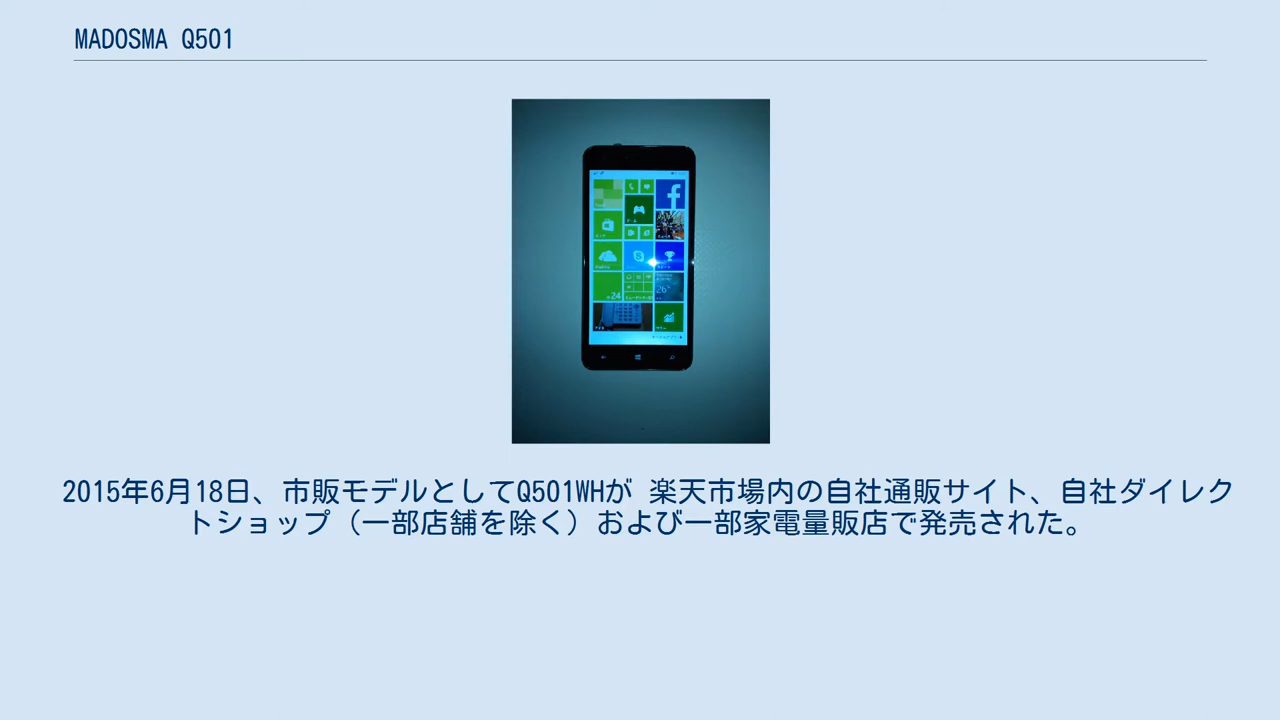 MADOSMA Q501
26°
24
2015年6月18日、市販モデルとしてQ501WHが 楽天市場内の自社通販サイト、自社ダイレク
トショップ（一部店舗を除く）および一部家電量販店で発売された。